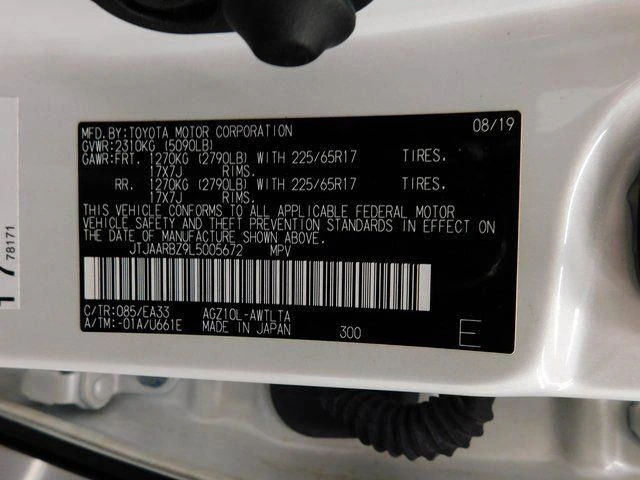 MFD.BY:TOYOTA MOTOR CORPORATION 08/19
GVWR:2310KG (5090LB)
GAWR:FRT. 1270KG (2790LB) WITH 225/65R17 TIRES.
17X7J RIMS.
RR. 1270KG (2790LB) WITH 225/65R17 TIRES.
17X7J RIMS.
THIS VEHICLE CONFORMS TO ALL APPLICABLE FEDERAL MOTOR
VEHICLE SAFETY AND THEFT PREVENTION STANDARDS IN EFFECT ON
THE DATE OF MANUFACTURE SHOWN ABOVE.
JTJAARBZ9L5005672 MPV
C/TR:085/EA33 AGZ10L-AWTLTA
A/TM:-01A/U661E MADE IN JAPAN 300 E
78171